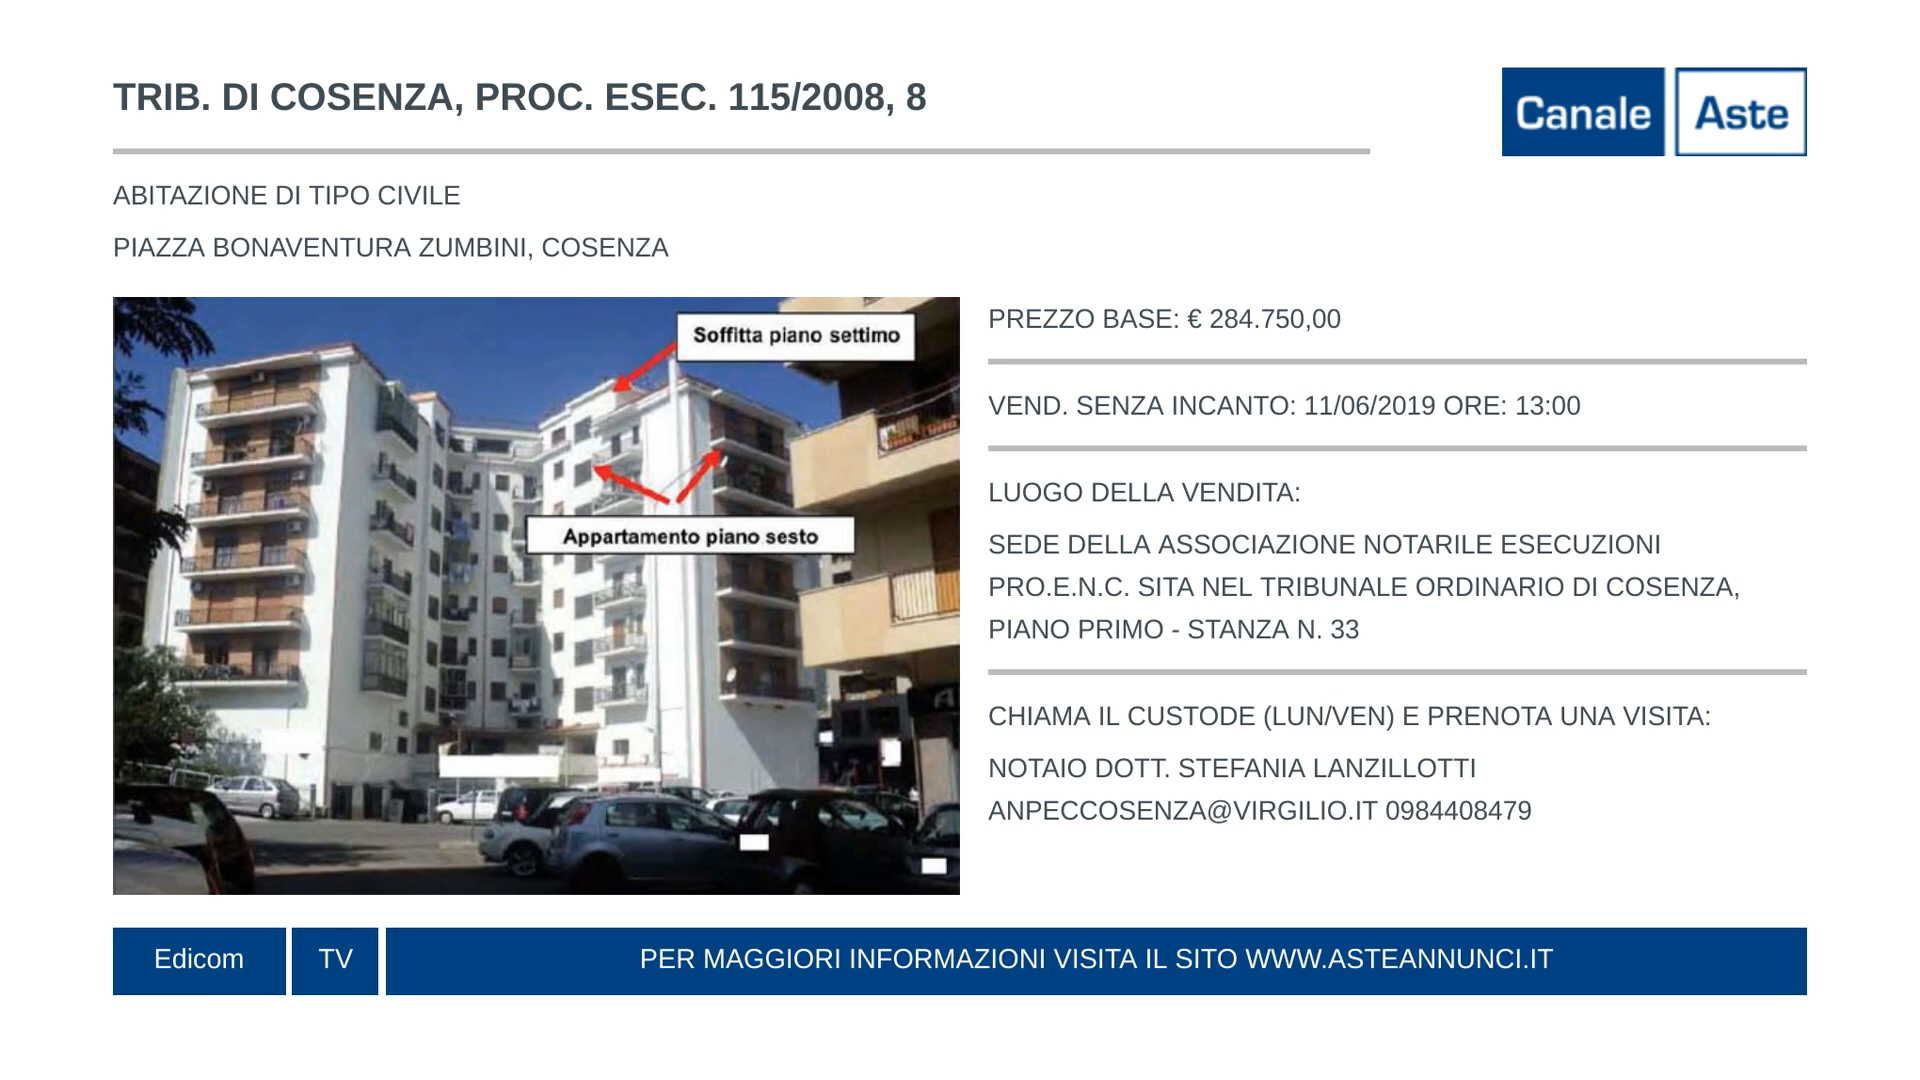 TRIB. DI COSENZA, PROC. ESEC. 115/2008, 8
Canale Aste
ABITAZIONE DI TIPO CIVILE
PIAZZA BONAVENTURA ZUMBINI, COSENZA
Soffitta piano settimo
Appartamento piano sesto
PREZZO BASE: € 284.750,00
VEND. SENZA INCANTO: 11/06/2019 ORE: 13:00
LUOGO DELLA VENDITA:
SEDE DELLA ASSOCIAZIONE NOTARILE ESECUZIONI
PRO.E.N.C. SITA NEL TRIBUNALE ORDINARIO DI COSENZA,
PIANO PRIMO - STANZA N. 33
CHIAMA IL CUSTODE (LUN/VEN) E PRENOTA UNA VISITA:
NOTAIO DOTT. STEFANIA LANZILLOTTI
ANPECCOSENZA@VIRGILIO.IT 0984408479
Edicom TV PER MAGGIORI INFORMAZIONI VISITA IL SITO WWW.ASTEANNUNCI.IT